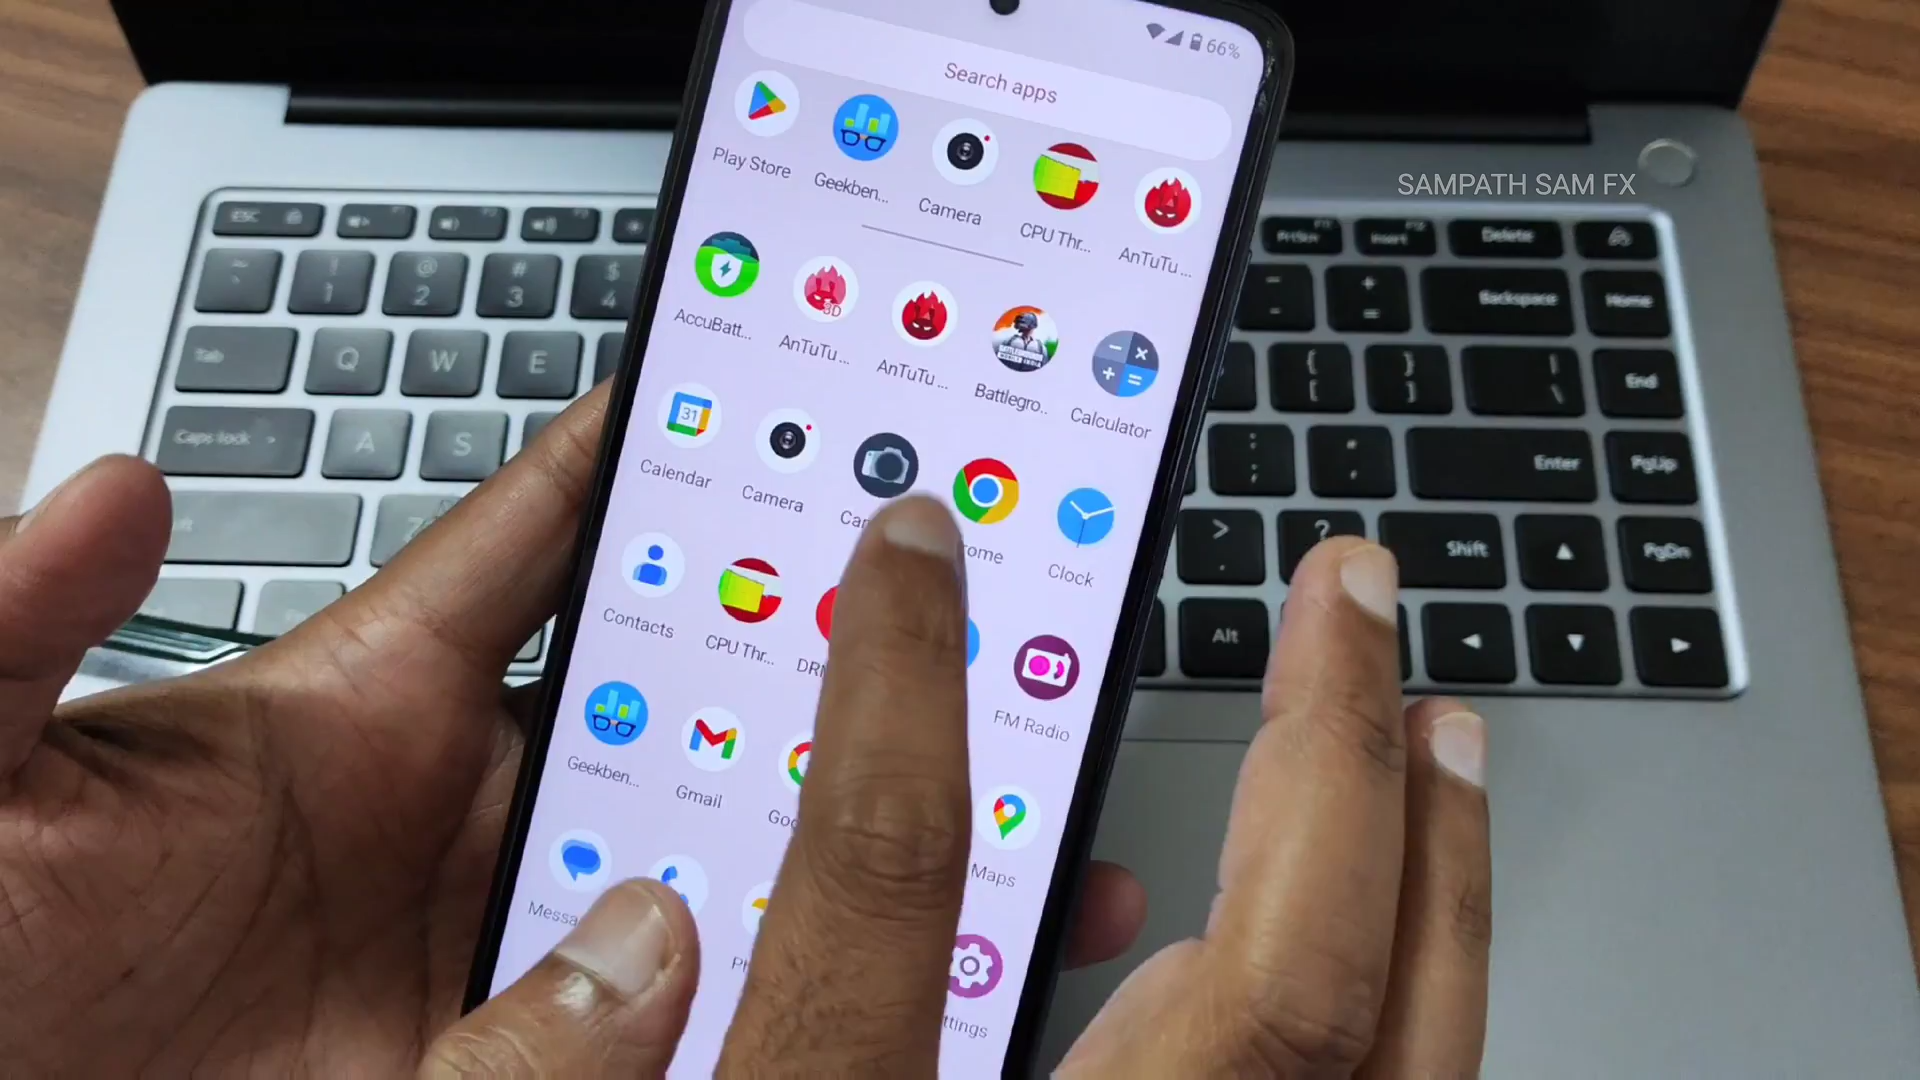 66%
Search apps
SAMPATH SAM FX
Play Store
Geekben...
Camera
CPU Thr...
AnTuTu ...
AccuBatt...
3D
AnTuTu ...
AnTuTu ...
Battlegro..
Calculator
31
Calendar
Camera
Clock
Contacts
CPU Thr...
FM Radio
Geekben...
Gmail
Maps
ESC
Delete
~ ! @ # $
1 2 3 4
- +
- =
Backspace
Home
Tab
Q W E
{ } |
[ ] \
End
Caps lock
A S
: "
; '
Enter
PgUp
> ?
.
Shift
PgDn
Alt